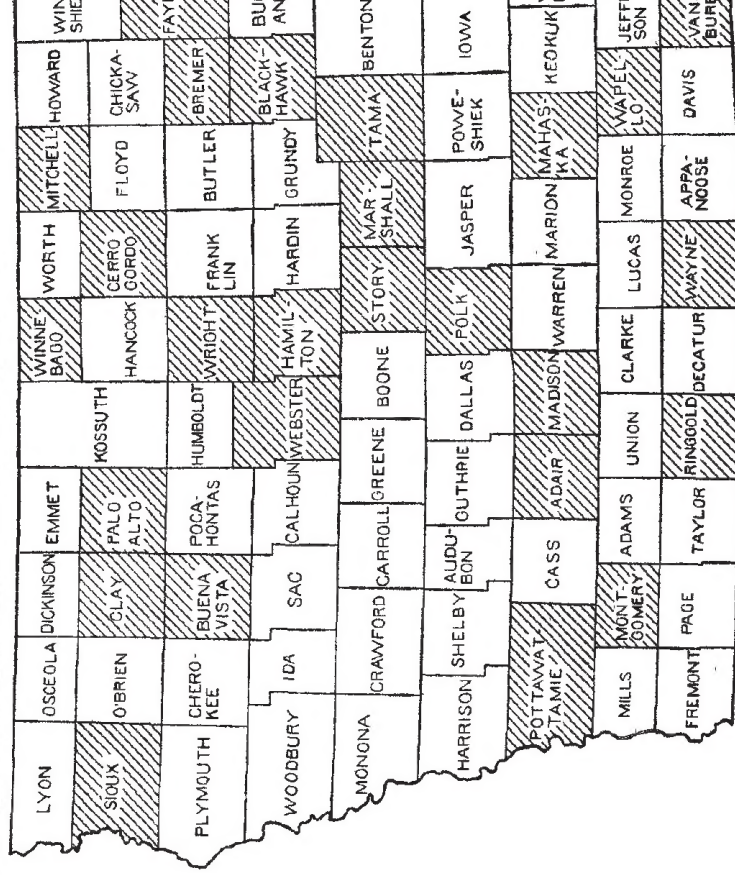 LYON
OSCEOLA
DICKINSON
EMMET
KOSSUTH
WINNE-
BAGO
WORTH
MITCHELL
HOWARD
WIN
SHIE
SIOUX
O'BRIEN
CLAY
PALO
ALTO
HANCOCK
CERRO
GORDO
FLOYD
CHICKA-
SAW
FAY
PLYMOUTH
CHERO-
KEE
BUENA
VISTA
POCA-
HONTAS
HUMBOLDT
WRIGHT
FRANK
LIN
BUTLER
BREMER
WOODBURY
IDA
SAC
CALHOUN
WEBSTER
HAMIL-
TON
HARDIN
GRUNDY
BLACK-
HAWK
BU
AN
MONONA
CRAWFORD
CARROLL
GREENE
BOONE
STORY
MAR
SHALL
TAMA
BENTON
HARRISON
SHELBY
AUDU-
BON
GUTHRIE
DALLAS
POLK
JASPER
POWE-
SHIEK
IOWA
POTTAWAT-
TAMIE
CASS
ADAIR
MADISON
WARREN
MARION
MAHAS-
KA
KEOKUK
MILLS
MONT-
GOMERY
ADAMS
UNION
CLARKE
LUCAS
MONROE
WAPEL-
LO
JEFF
SON
FREMONT
PAGE
TAYLOR
RINGGOLD
DECATUR
WAYNE
APPA-
NOOSE
DAVIS
VAN
BURE